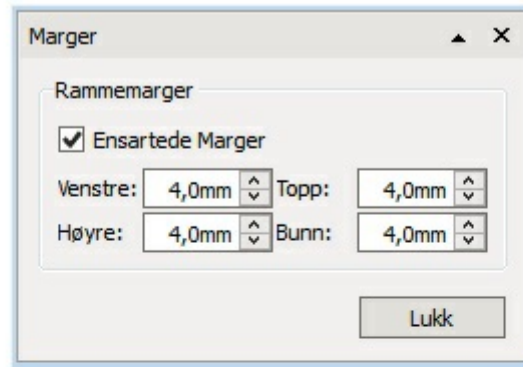 Marger
Rammemarger
Ensartede Marger
Venstre: 4,0mm Topp: 4,0mm
Høyre: 4,0mm Bunn: 4,0mm
Lukk